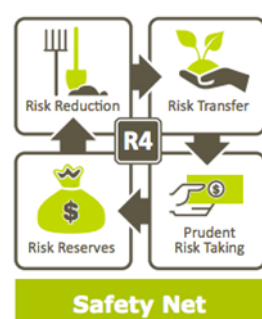 Risk Reduction
Risk Transfer
R4
Risk Reserves
$
Prudent
Risk Taking
$
Safety Net